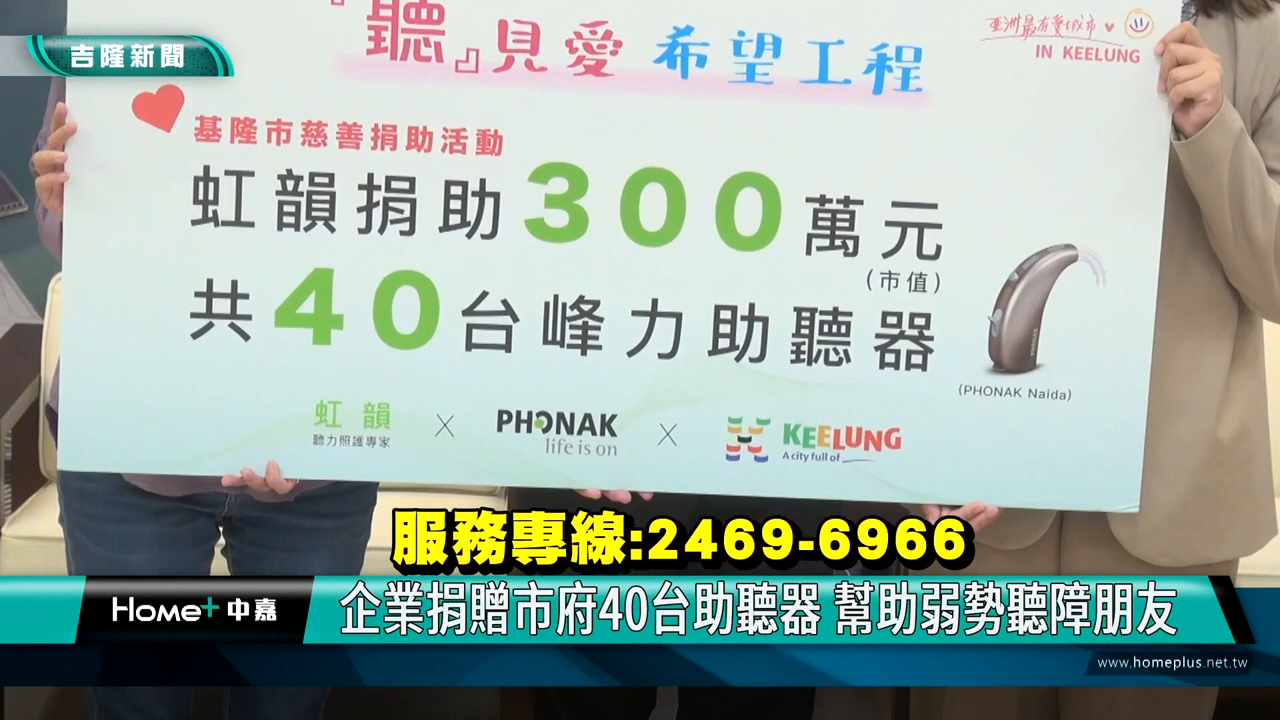 吉隆新聞
『聽』見愛 希望工程
亞洲最有愛城市
IN KEELUNG
基隆市慈善捐助活動
虹韻捐助300萬元
(市值)
共40台峰力助聽器
(PHONAK Naida)
虹韻
聽力照護專家
X
PHONAK
life is on
X
KEELUNG
A city full of
服務專線:2469-6966
Home+中嘉
企業捐贈市府40台助聽器 幫助弱勢聽障朋友
www.homeplus.net.tw